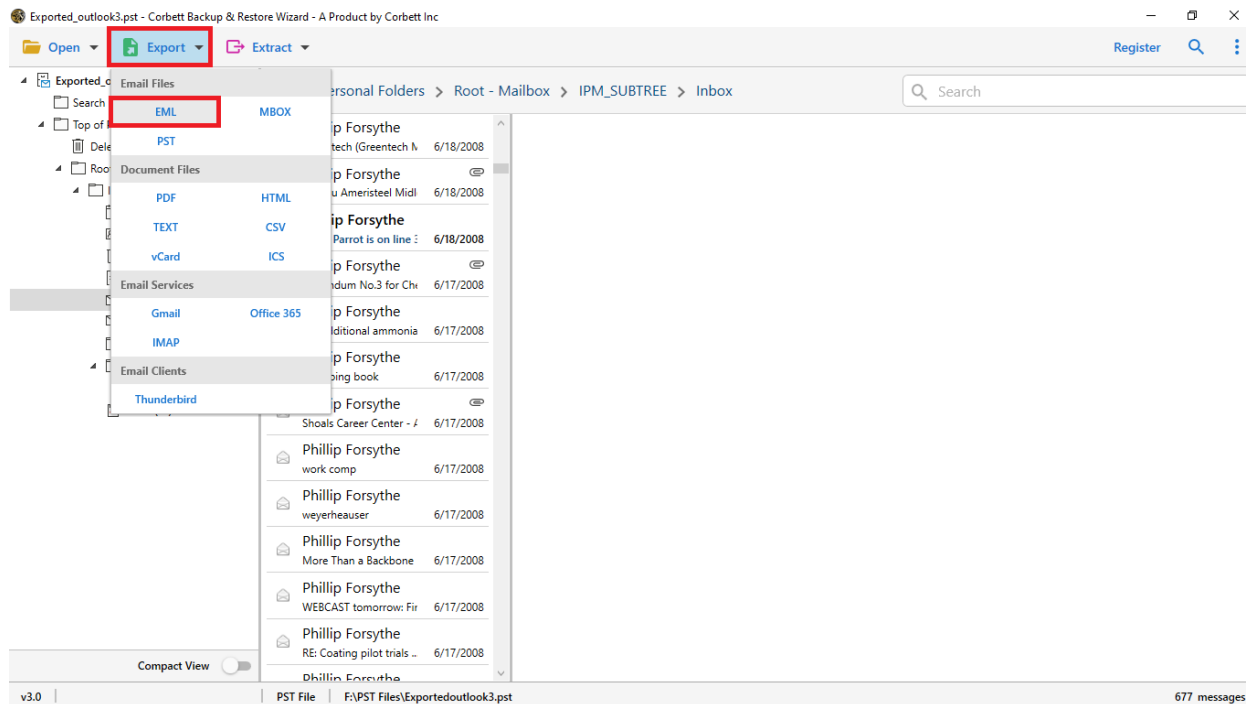 Exported_outlook3.pst - Corbett Backup & Restore Wizard - A Product by Corbett Inc
Open Export Extract Register
Exported_o
Search
Top of
Dele
Roo
Email Files
EML MBOX
PST
Document Files
PDF HTML
TEXT CSV
vCard ICS
Email Services
Gmail Office 365
IMAP
Email Clients
Thunderbird
ersonal Folders > Root - Mailbox > IPM_SUBTREE > Inbox
Search
ip Forsythe
tech (Greentech 6/18/2008
ip Forsythe
u Ameristeel Midl 6/18/2008
ip Forsythe
Parrot is on line 6/18/2008
ip Forsythe
dum No.3 for Che 6/17/2008
ip Forsythe
ditional ammonia 6/17/2008
ip Forsythe
ping book 6/17/2008
ip Forsythe
Shoals Career Center - 6/17/2008
Phillip Forsythe
work comp 6/17/2008
Phillip Forsythe
weyerheauser 6/17/2008
Phillip Forsythe
More Than a Backbone 6/17/2008
Phillip Forsythe
WEBCAST tomorrow: Fir 6/17/2008
Phillip Forsythe
RE: Coating pilot trials .. 6/17/2008
Phillip Forsythe
Compact View
v3.0 PST File F:\PST Files\Exportedoutlook3.pst 677 messages